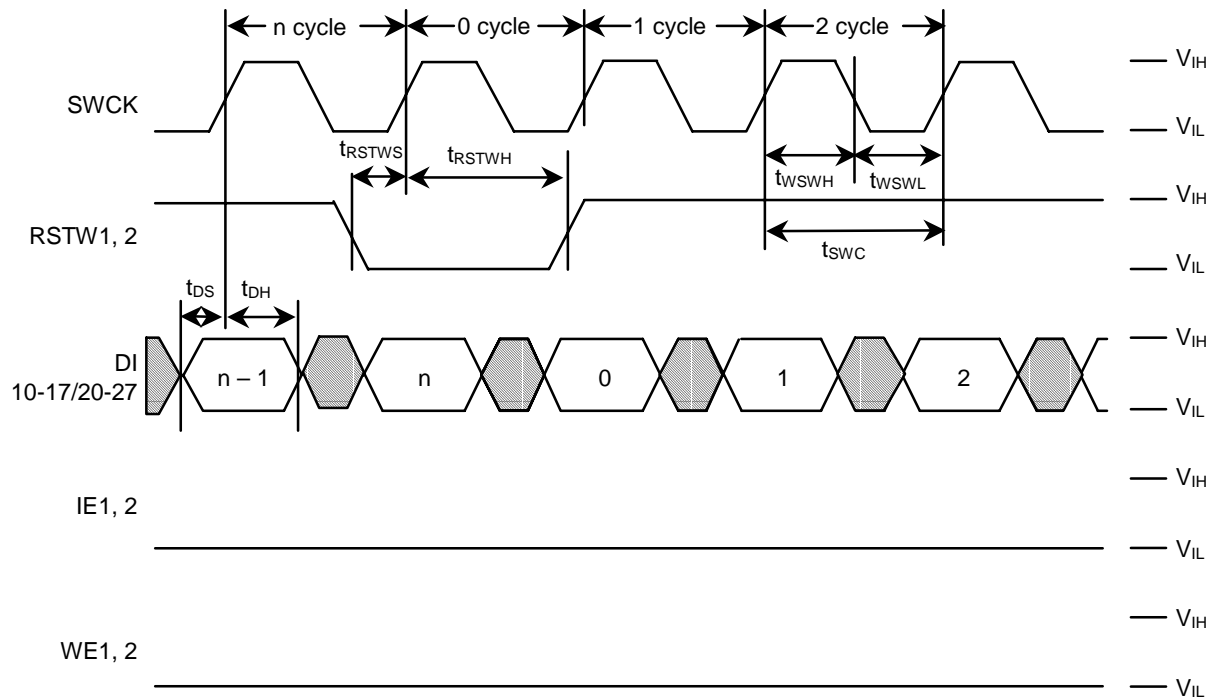 n cycle 0 cycle 1 cycle 2 cycle
SWCK
VIH
VIL
tRSTWS tRSTWH
tWSWH tWSWL
RSTW1, 2
VIH
VIL
tSWC
tDS tDH
DI
10-17/20-27
n – 1 n 0 1 2
VIH
VIL
IE1, 2
VIH
VIL
WE1, 2
VIH
VIL